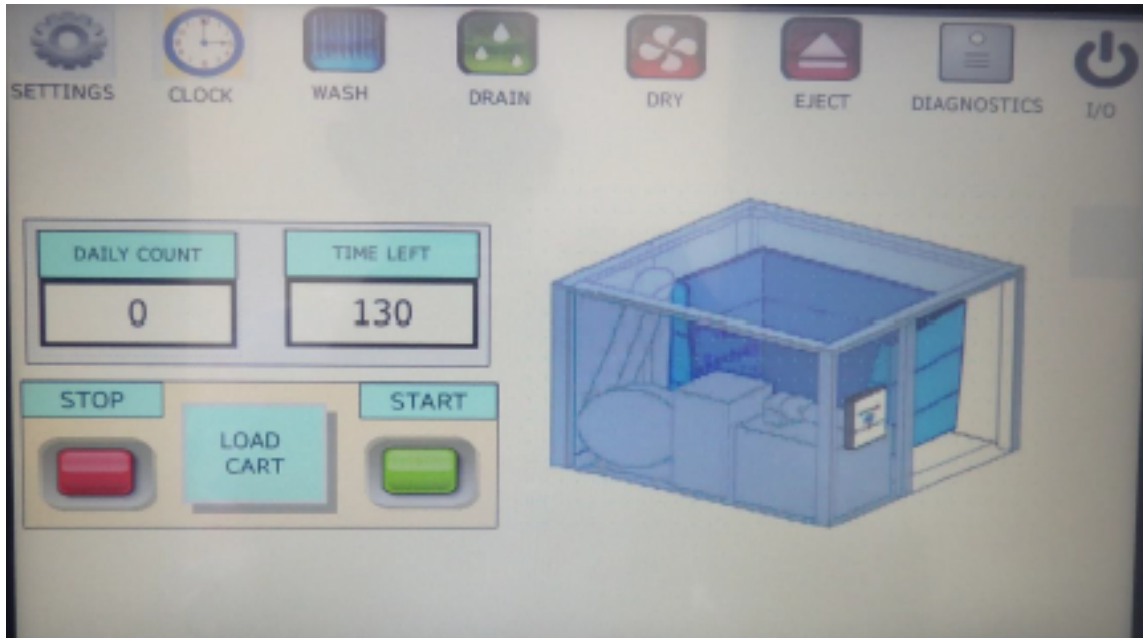 SETTINGS
CLOCK
WASH
DRAIN
DRY
EJECT
DIAGNOSTICS
I/O
DAILY COUNT
TIME LEFT
0
130
STOP
LOAD
CART
START